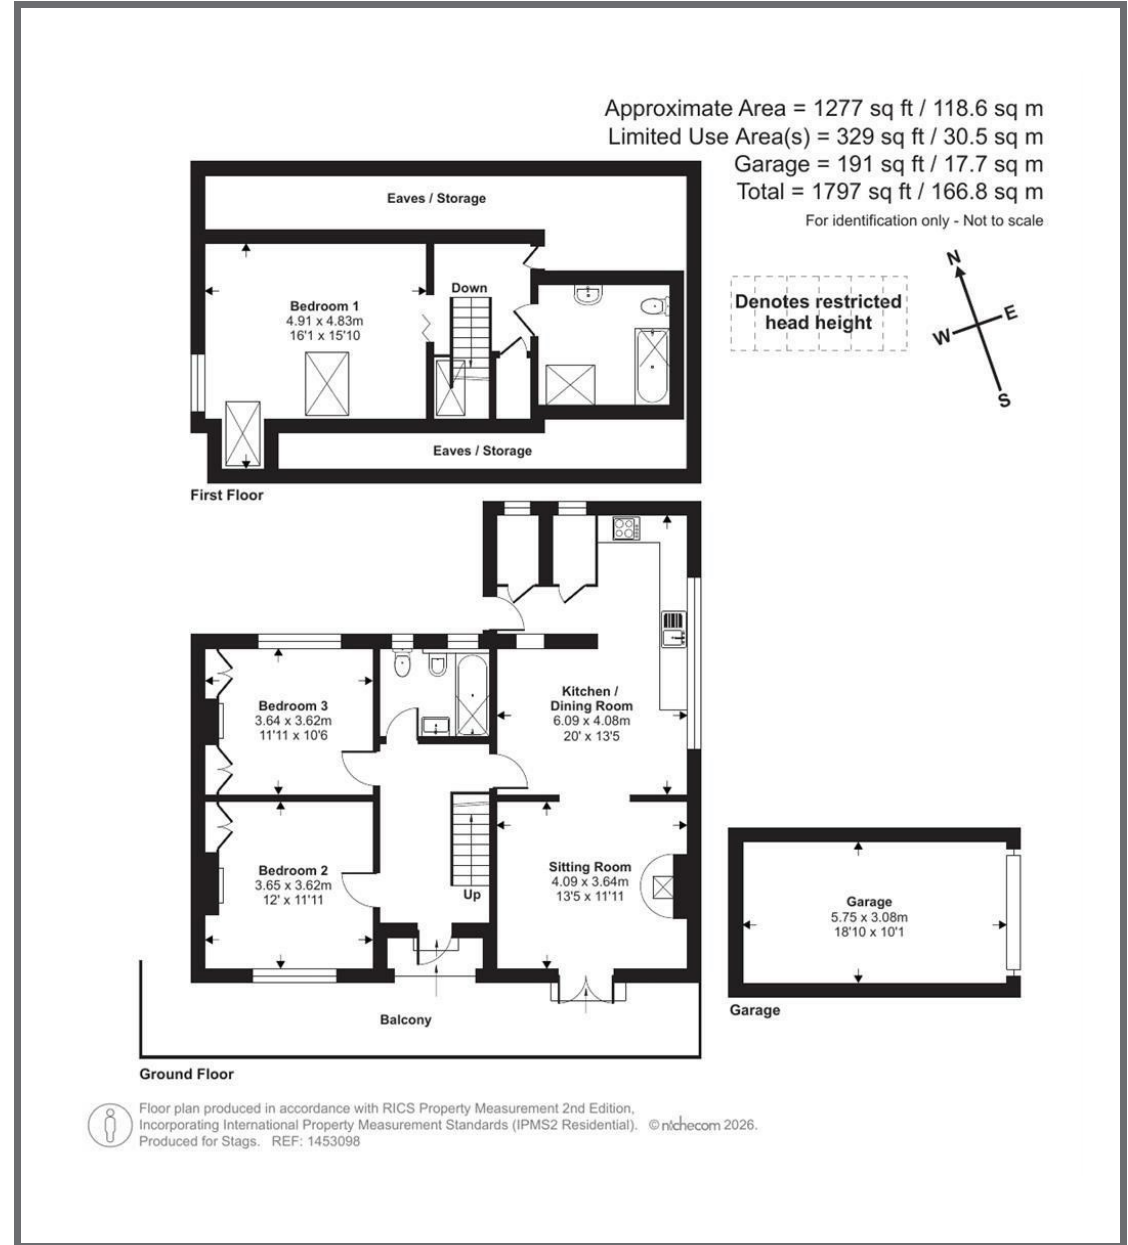 Approximate Area = 1277 sq ft / 118.6 sq m
Limited Use Area(s) = 329 sq ft / 30.5 sq m
Garage = 191 sq ft / 17.7 sq m
Total = 1797 sq ft / 166.8 sq m
For identification only - Not to scale
Eaves / Storage
N
E
W
S
Denotes restricted
head height
Down
Bedroom 1
4.91 x 4.83m
16'1 x 15'10
Eaves / Storage
First Floor
Kitchen /
Dining Room
6.09 x 4.08m
20' x 13'5
Bedroom 3
3.64 x 3.62m
11'11 x 10'6
Bedroom 2
3.65 x 3.62m
12' x 11'11
Up
Sitting Room
4.09 x 3.64m
13'5 x 11'11
Garage
5.75 x 3.08m
18'10 x 10'1
Garage
Balcony
Ground Floor
Floor plan produced in accordance with RICS Property Measurement 2nd Edition,
Incorporating International Property Measurement Standards (IPMS2 Residential). © nichecom 2026.
Produced for Stags. REF: 1453098